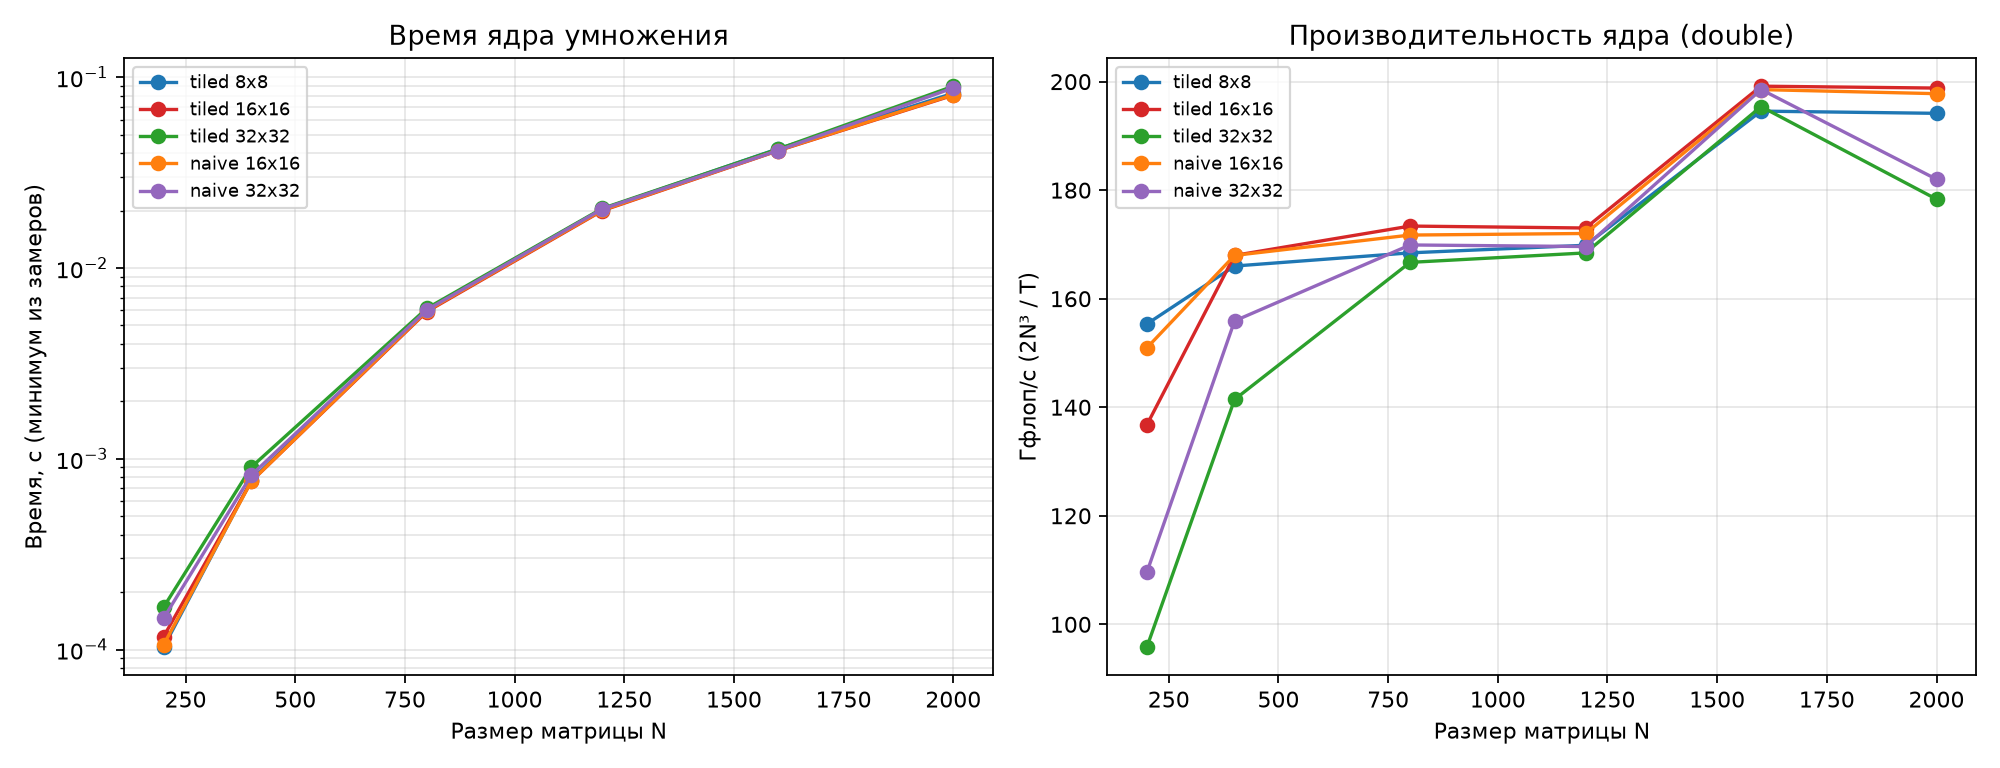 Время ядра умножения
Время, с (минимум из замеров)
10⁻¹
10⁻²
10⁻³
10⁻⁴
tiled 8x8
tiled 16x16
tiled 32x32
naive 16x16
naive 32x32
250 500 750 1000 1250 1500 1750 2000
Размер матрицы N
Производительность ядра (double)
Гфлоп/с (2N³ / T)
200
180
160
140
120
100
tiled 8x8
tiled 16x16
tiled 32x32
naive 16x16
naive 32x32
250 500 750 1000 1250 1500 1750 2000
Размер матрицы N